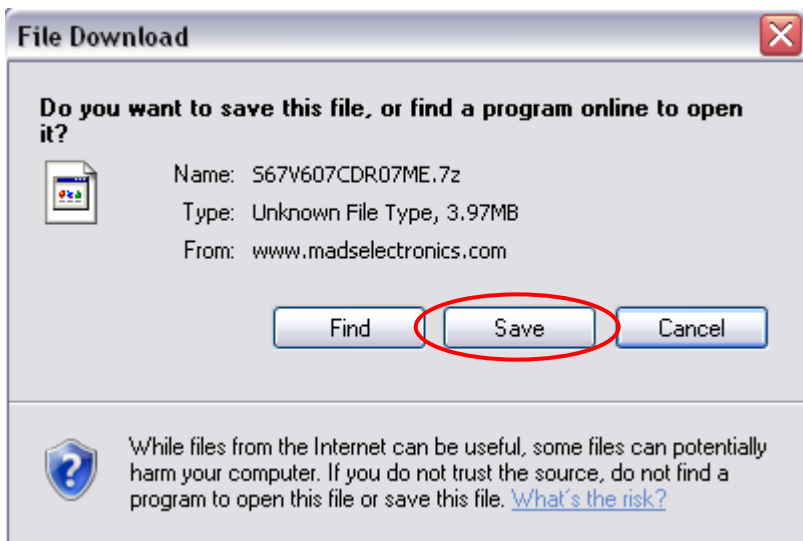 File Download
Do you want to save this file, or find a program online to open
it?
Name: S67V607CDR07ME.7z
Type: Unknown File Type, 3.97MB
From: www.madselectronics.com
Find Save Cancel
While files from the Internet can be useful, some files can potentially
harm your computer. If you do not trust the source, do not find a
program to open this file or save this file. What's the risk?